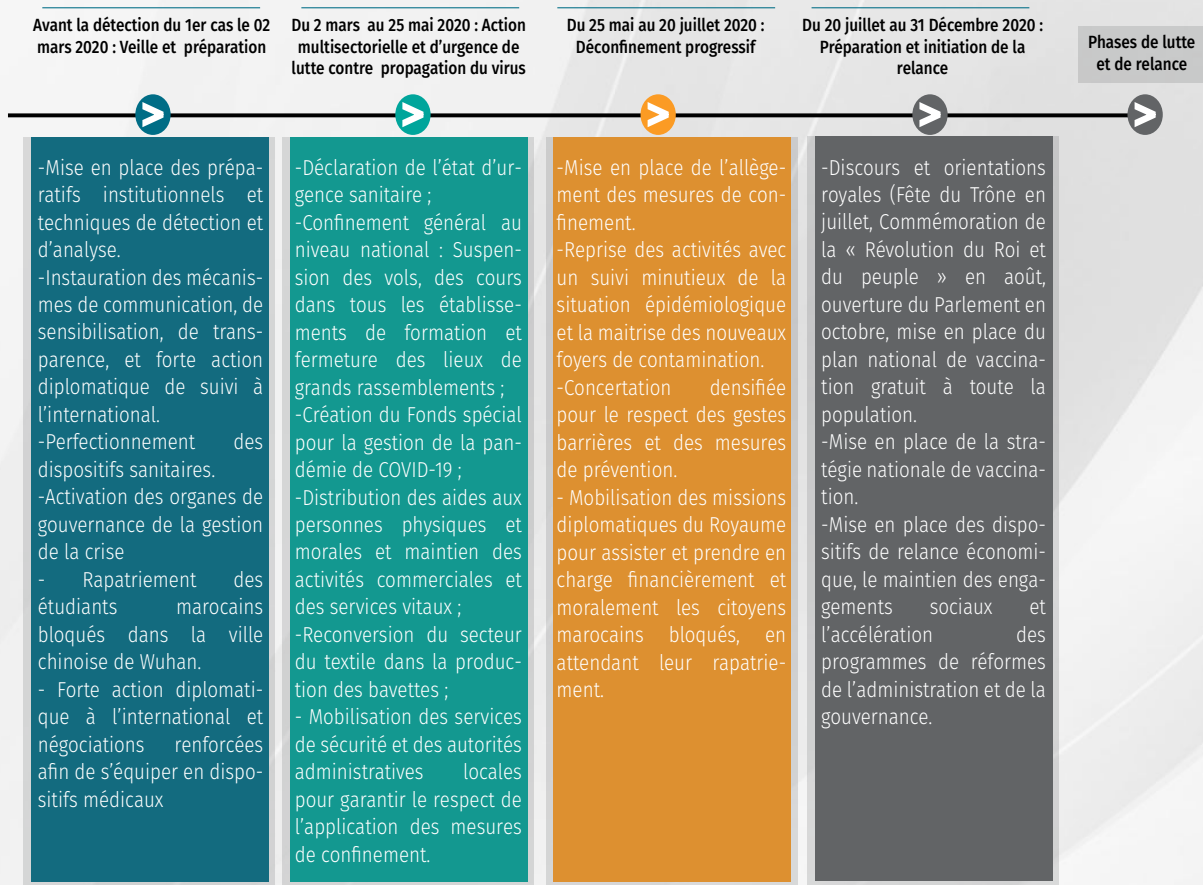 Avant la détection du 1er cas le 02
mars 2020 : Veille et préparation
Du 2 mars au 25 mai 2020 : Action
multisectorielle et d'urgence de
lutte contre propagation du virus
Du 25 mai au 20 juillet 2020 :
Déconfinement progressif
Du 20 juillet au 31 Décembre 2020 :
Préparation et initiation de la
relance
Phases de lutte
et de relance
-Mise en place des prépa-
ratifs institutionnels et
techniques de détection et
d'analyse.
-Instauration des mécanis-
mes de communication, de
sensibilisation, de trans-
parence, et forte action
diplomatique de suivi à
l'international.
-Perfectionnement des
dispositifs sanitaires.
-Activation des organes de
gouvernance de la gestion
de la crise
- Rapatriement des
étudiants marocains
bloqués dans la ville
chinoise de Wuhan.
- Forte action diplomati-
que à l'international et
négociations renforcées
afin de s'équiper en dispo-
sitifs médicaux
-Déclaration de l'état d'ur-
gence sanitaire ;
-Confinement général au
niveau national : Suspen-
sion des vols, des cours
dans tous les établisse-
ments de formation et
fermeture des lieux de
grands rassemblements ;
-Création du Fonds spécial
pour la gestion de la pan-
démie de COVID-19 ;
-Distribution des aides aux
personnes physiques et
morales et maintien des
activités commerciales et
des services vitaux ;
-Reconversion du secteur
du textile dans la produc-
tion des bavettes ;
- Mobilisation des services
de sécurité et des autorités
administratives locales
pour garantir le respect de
l'application des mesures
de confinement.
-Mise en place de l'allège-
ment des mesures de con-
finement.
-Reprise des activités avec
un suivi minutieux de la
situation épidémiologique
et la maitrise des nouveaux
foyers de contamination.
-Concertation densifiée
pour le respect des gestes
barrières et des mesures
de prévention.
- Mobilisation des missions
diplomatiques du Royaume
pour assister et prendre en
charge financièrement et
moralement les citoyens
marocains bloqués, en
attendant leur rapatrie-
ment.
-Discours et orientations
royales (Fête du Trône en
juillet, Commémoration de
la « Révolution du Roi et
du peuple » en août,
ouverture du Parlement en
octobre, mise en place du
plan national de vaccina-
tion gratuit à toute la
population.
-Mise en place de la stra-
tégie nationale de vaccina-
tion.
-Mise en place des dispo-
sitifs de relance économi-
que, le maintien des enga-
gements sociaux et
l'accélération des
programmes de réformes
de l'administration et de la
gouvernance.